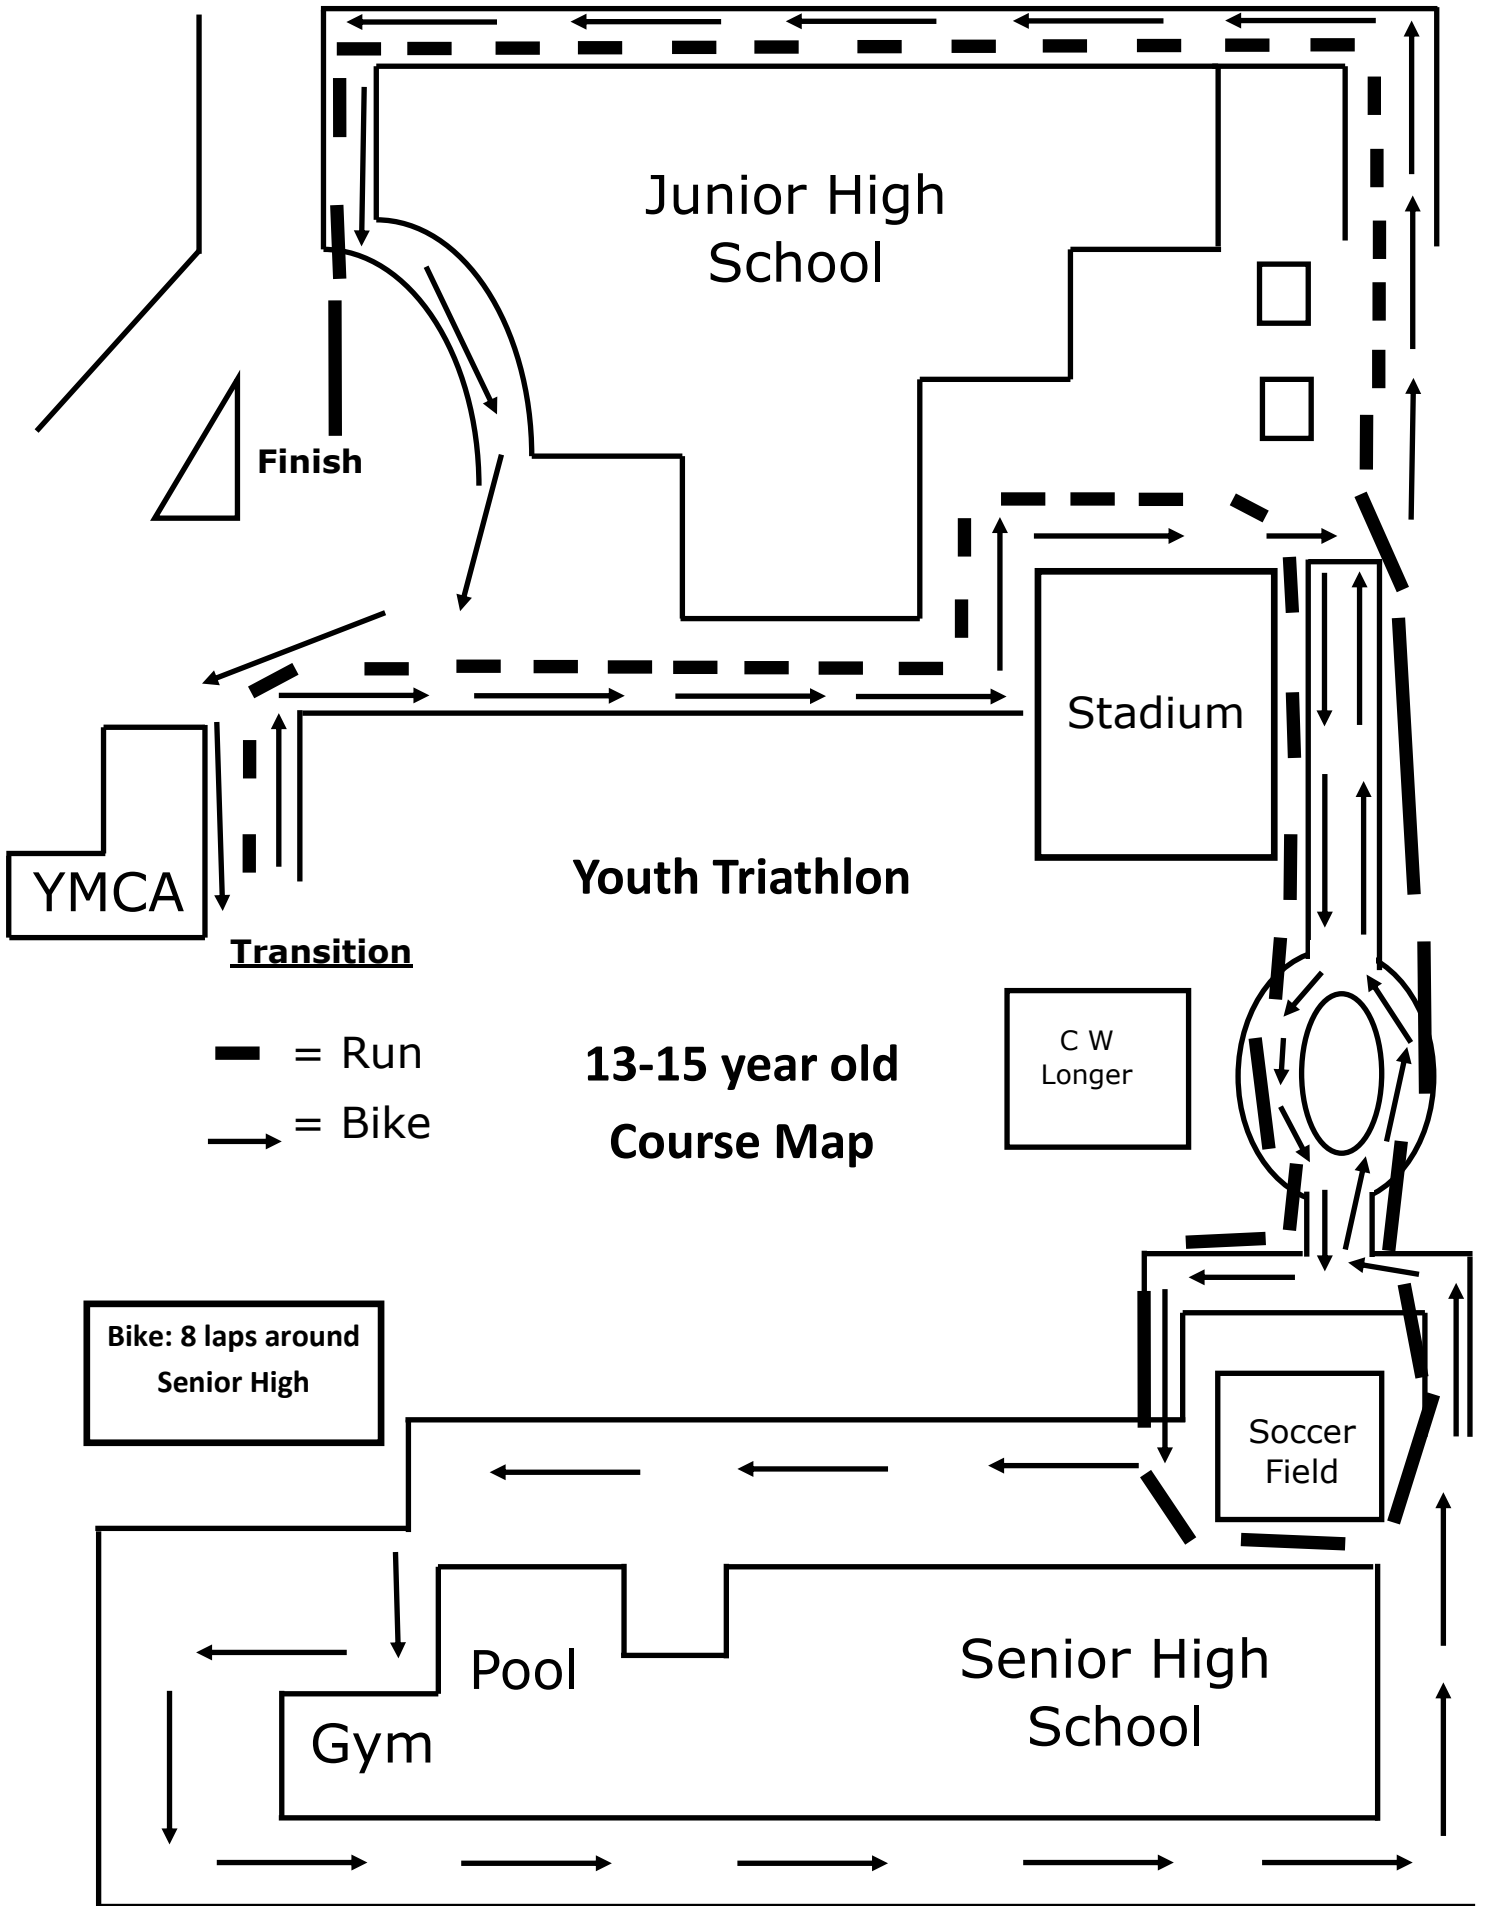 Junior High
School
Finish
Stadium
YMCA
Youth Triathlon
Transition
= Run
= Bike
13-15 year old
Course Map
C W
Longer
Bike: 8 laps around
Senior High
Soccer
Field
Pool
Senior High
School
Gym